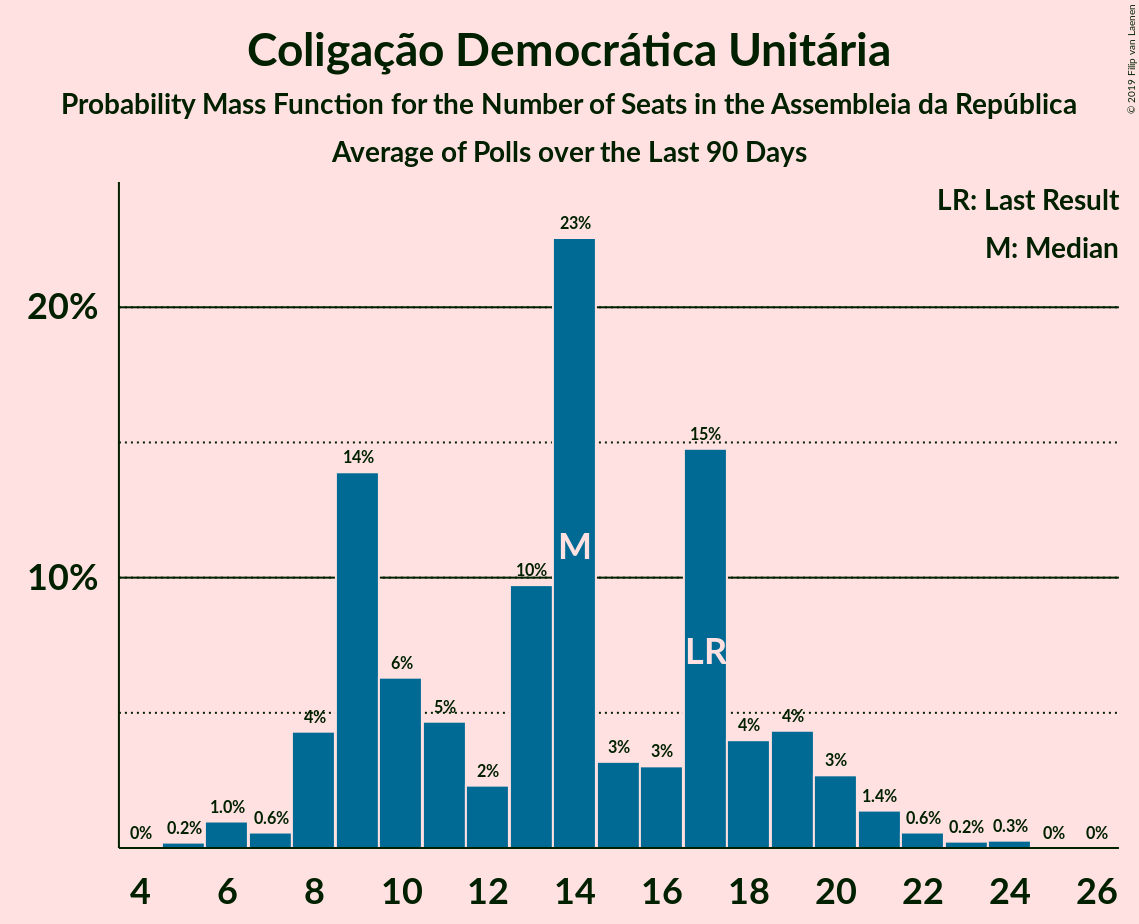 Coligação Democrática Unitária
Probability Mass Function for the Number of Seats in the Assembleia da República
Average of Polls over the Last 90 Days
© 2019 Filip van Laenen
LR: Last Result
M: Median
20%
10%
0%
0.2%
1.0%
0.6%
4%
14%
6%
5%
2%
10%
23%
3%
3%
15%
4%
4%
3%
1.4%
0.6%
0.2%
0.3%
0%
0%
M
LR
4 6 8 10 12 14 16 18 20 22 24 26